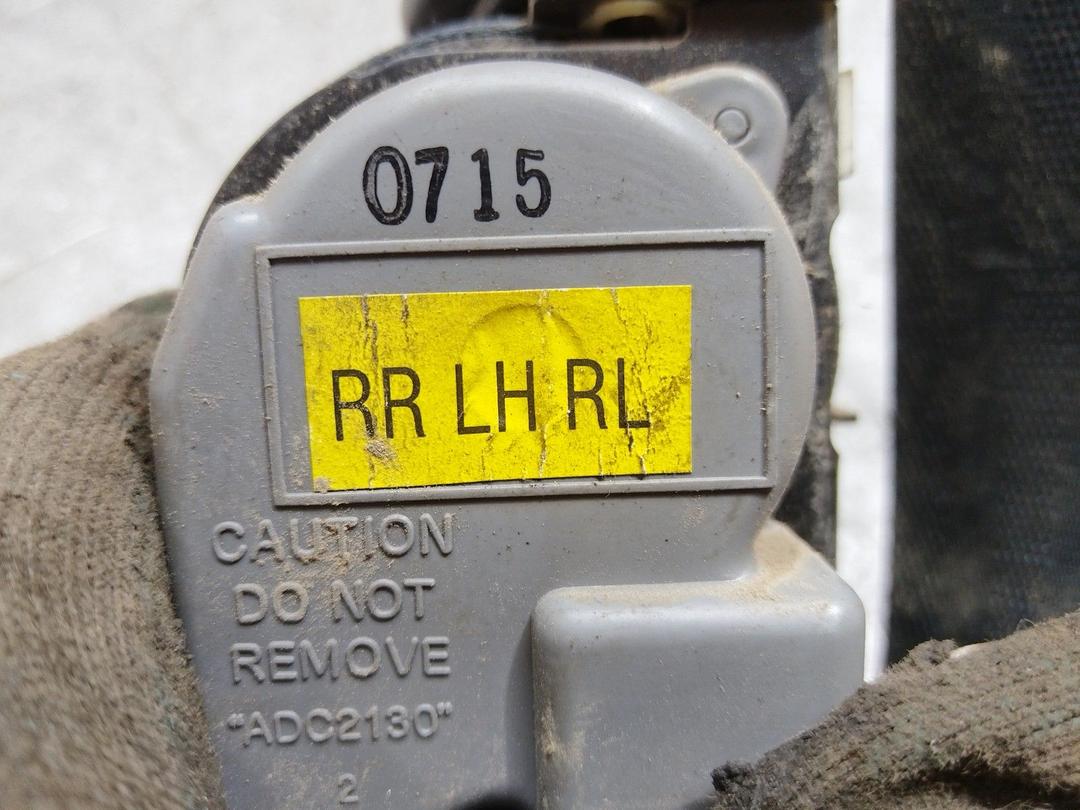 0715
RR LH RL
CAUTION
DO NOT
REMOVE
"ADC2130"
2